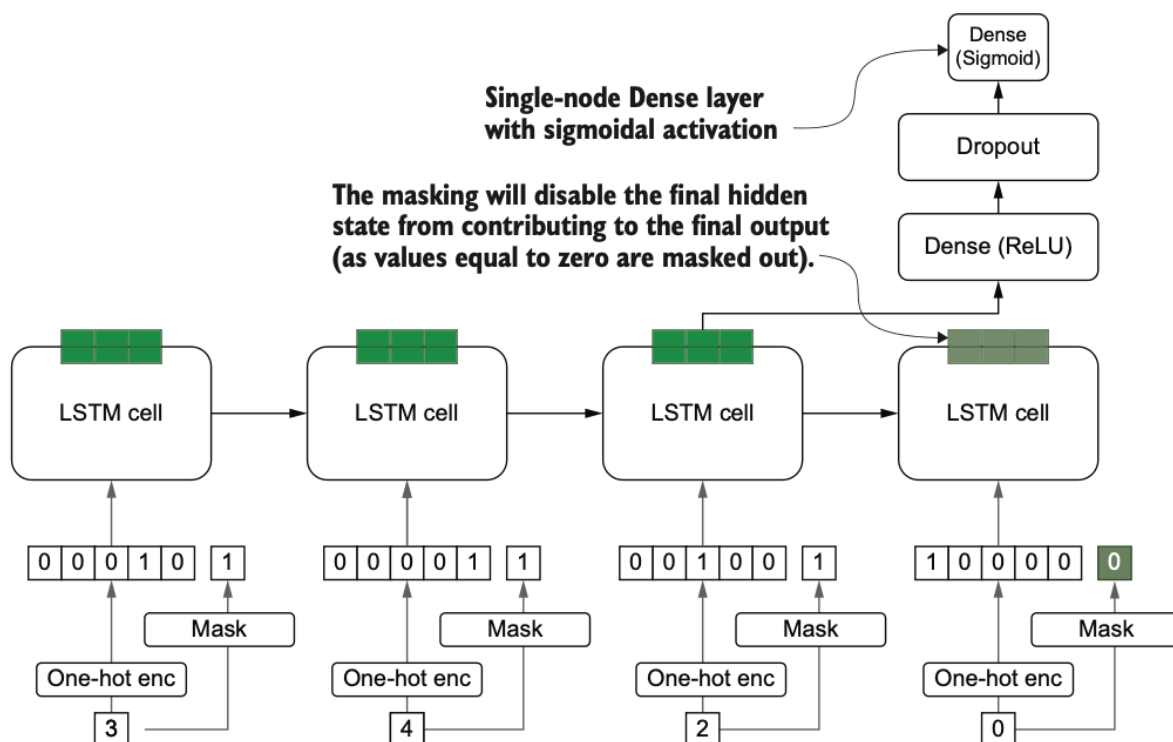 Dense
(Sigmoid)
Single-node Dense layer
with sigmoidal activation
Dropout
The masking will disable the final hidden
state from contributing to the final output
(as values equal to zero are masked out).
Dense (ReLU)
LSTM cell LSTM cell LSTM cell LSTM cell
0 0 0 1 0 1 0 0 0 0 1 1 0 0 1 0 0 1 1 0 0 0 0 0
Mask Mask Mask Mask
One-hot enc One-hot enc One-hot enc One-hot enc
3 4 2 0